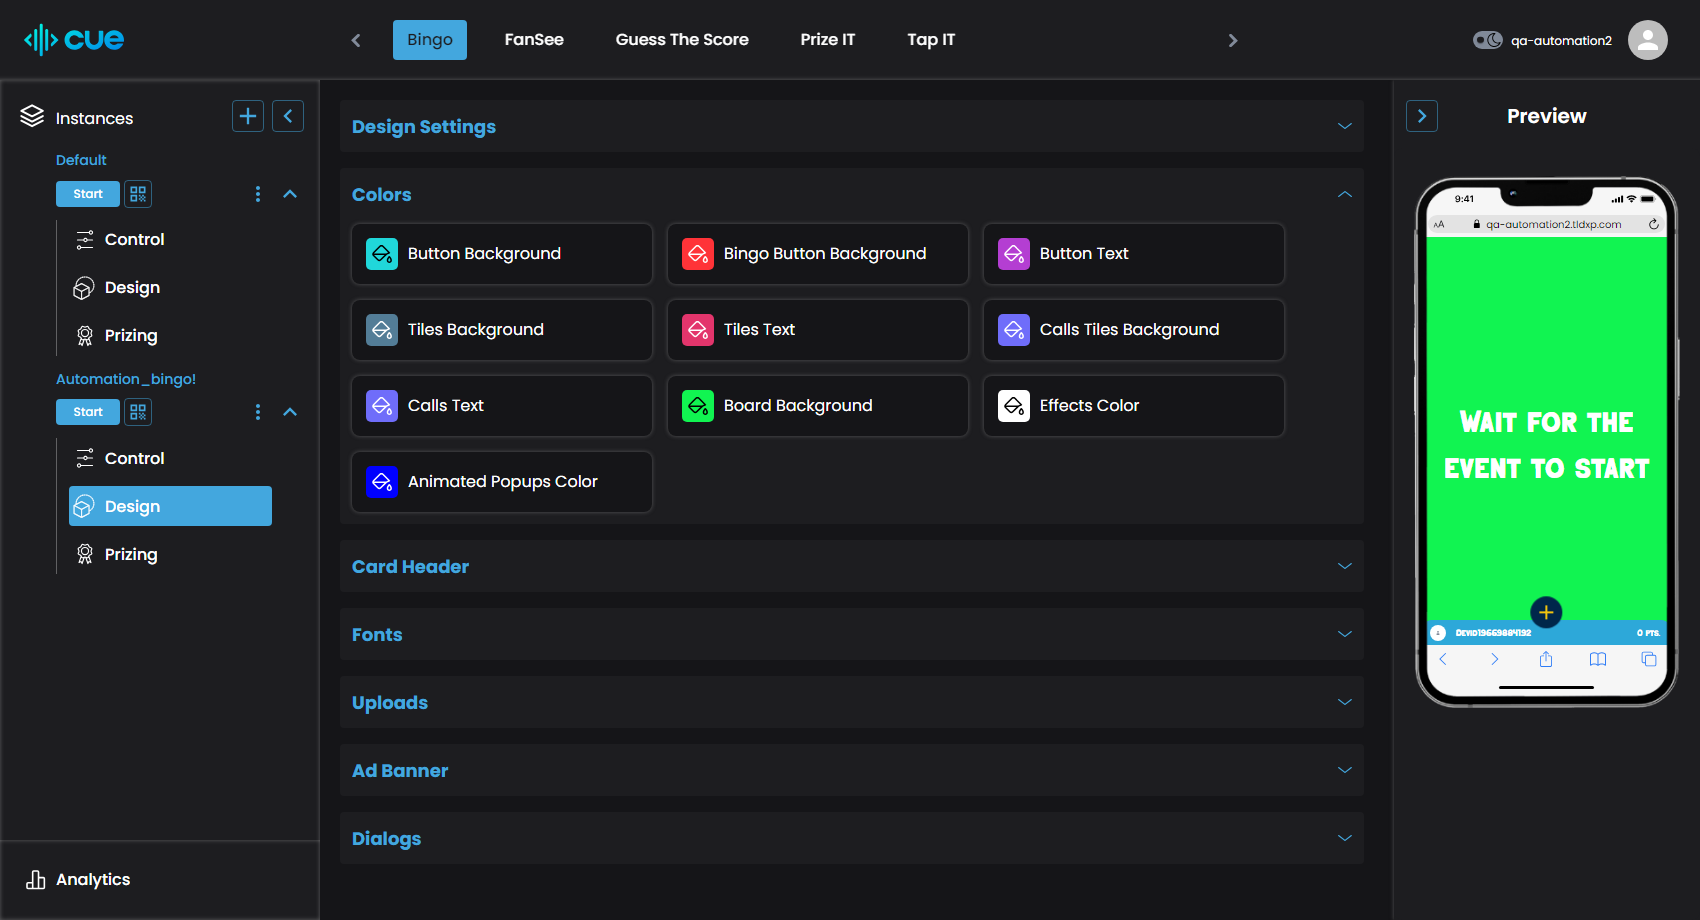 cue
Bingo
FanSee
Guess The Score
Prize IT
Tap IT
qa-automation2
Instances
Default
Start
Control
Design
Prizing
Automation_bingo!
Start
Control
Design
Prizing
Analytics
Design Settings
Colors
Button Background
Bingo Button Background
Button Text
Tiles Background
Tiles Text
Calls Tiles Background
Calls Text
Board Background
Effects Color
Animated Popups Color
Card Header
Fonts
Uploads
Ad Banner
Dialogs
Preview
9:41
AA
qa-automation2.tldxp.com
Wait for the
event to start
0 PTS.